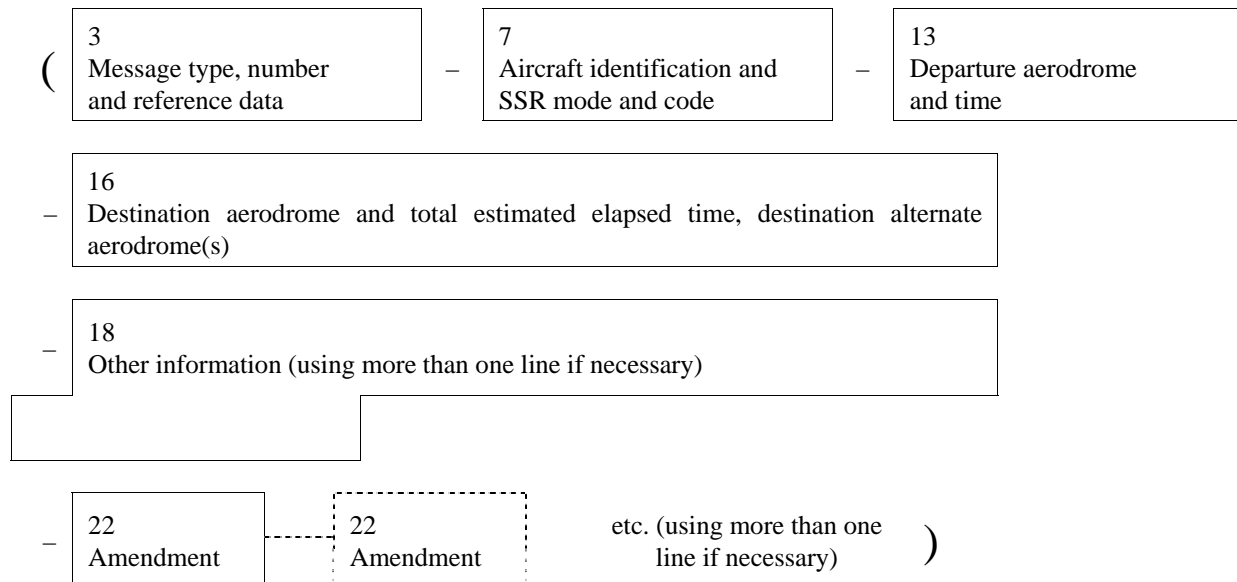 ( 3 7 13
Message type, number – Aircraft identification and – Departure aerodrome
and reference data SSR mode and code and time
16
– Destination aerodrome and total estimated elapsed time, destination alternate
aerodrome(s)
18
– Other information (using more than one line if necessary)
22 22 etc. (using more than one
– Amendment Amendment line if necessary) )